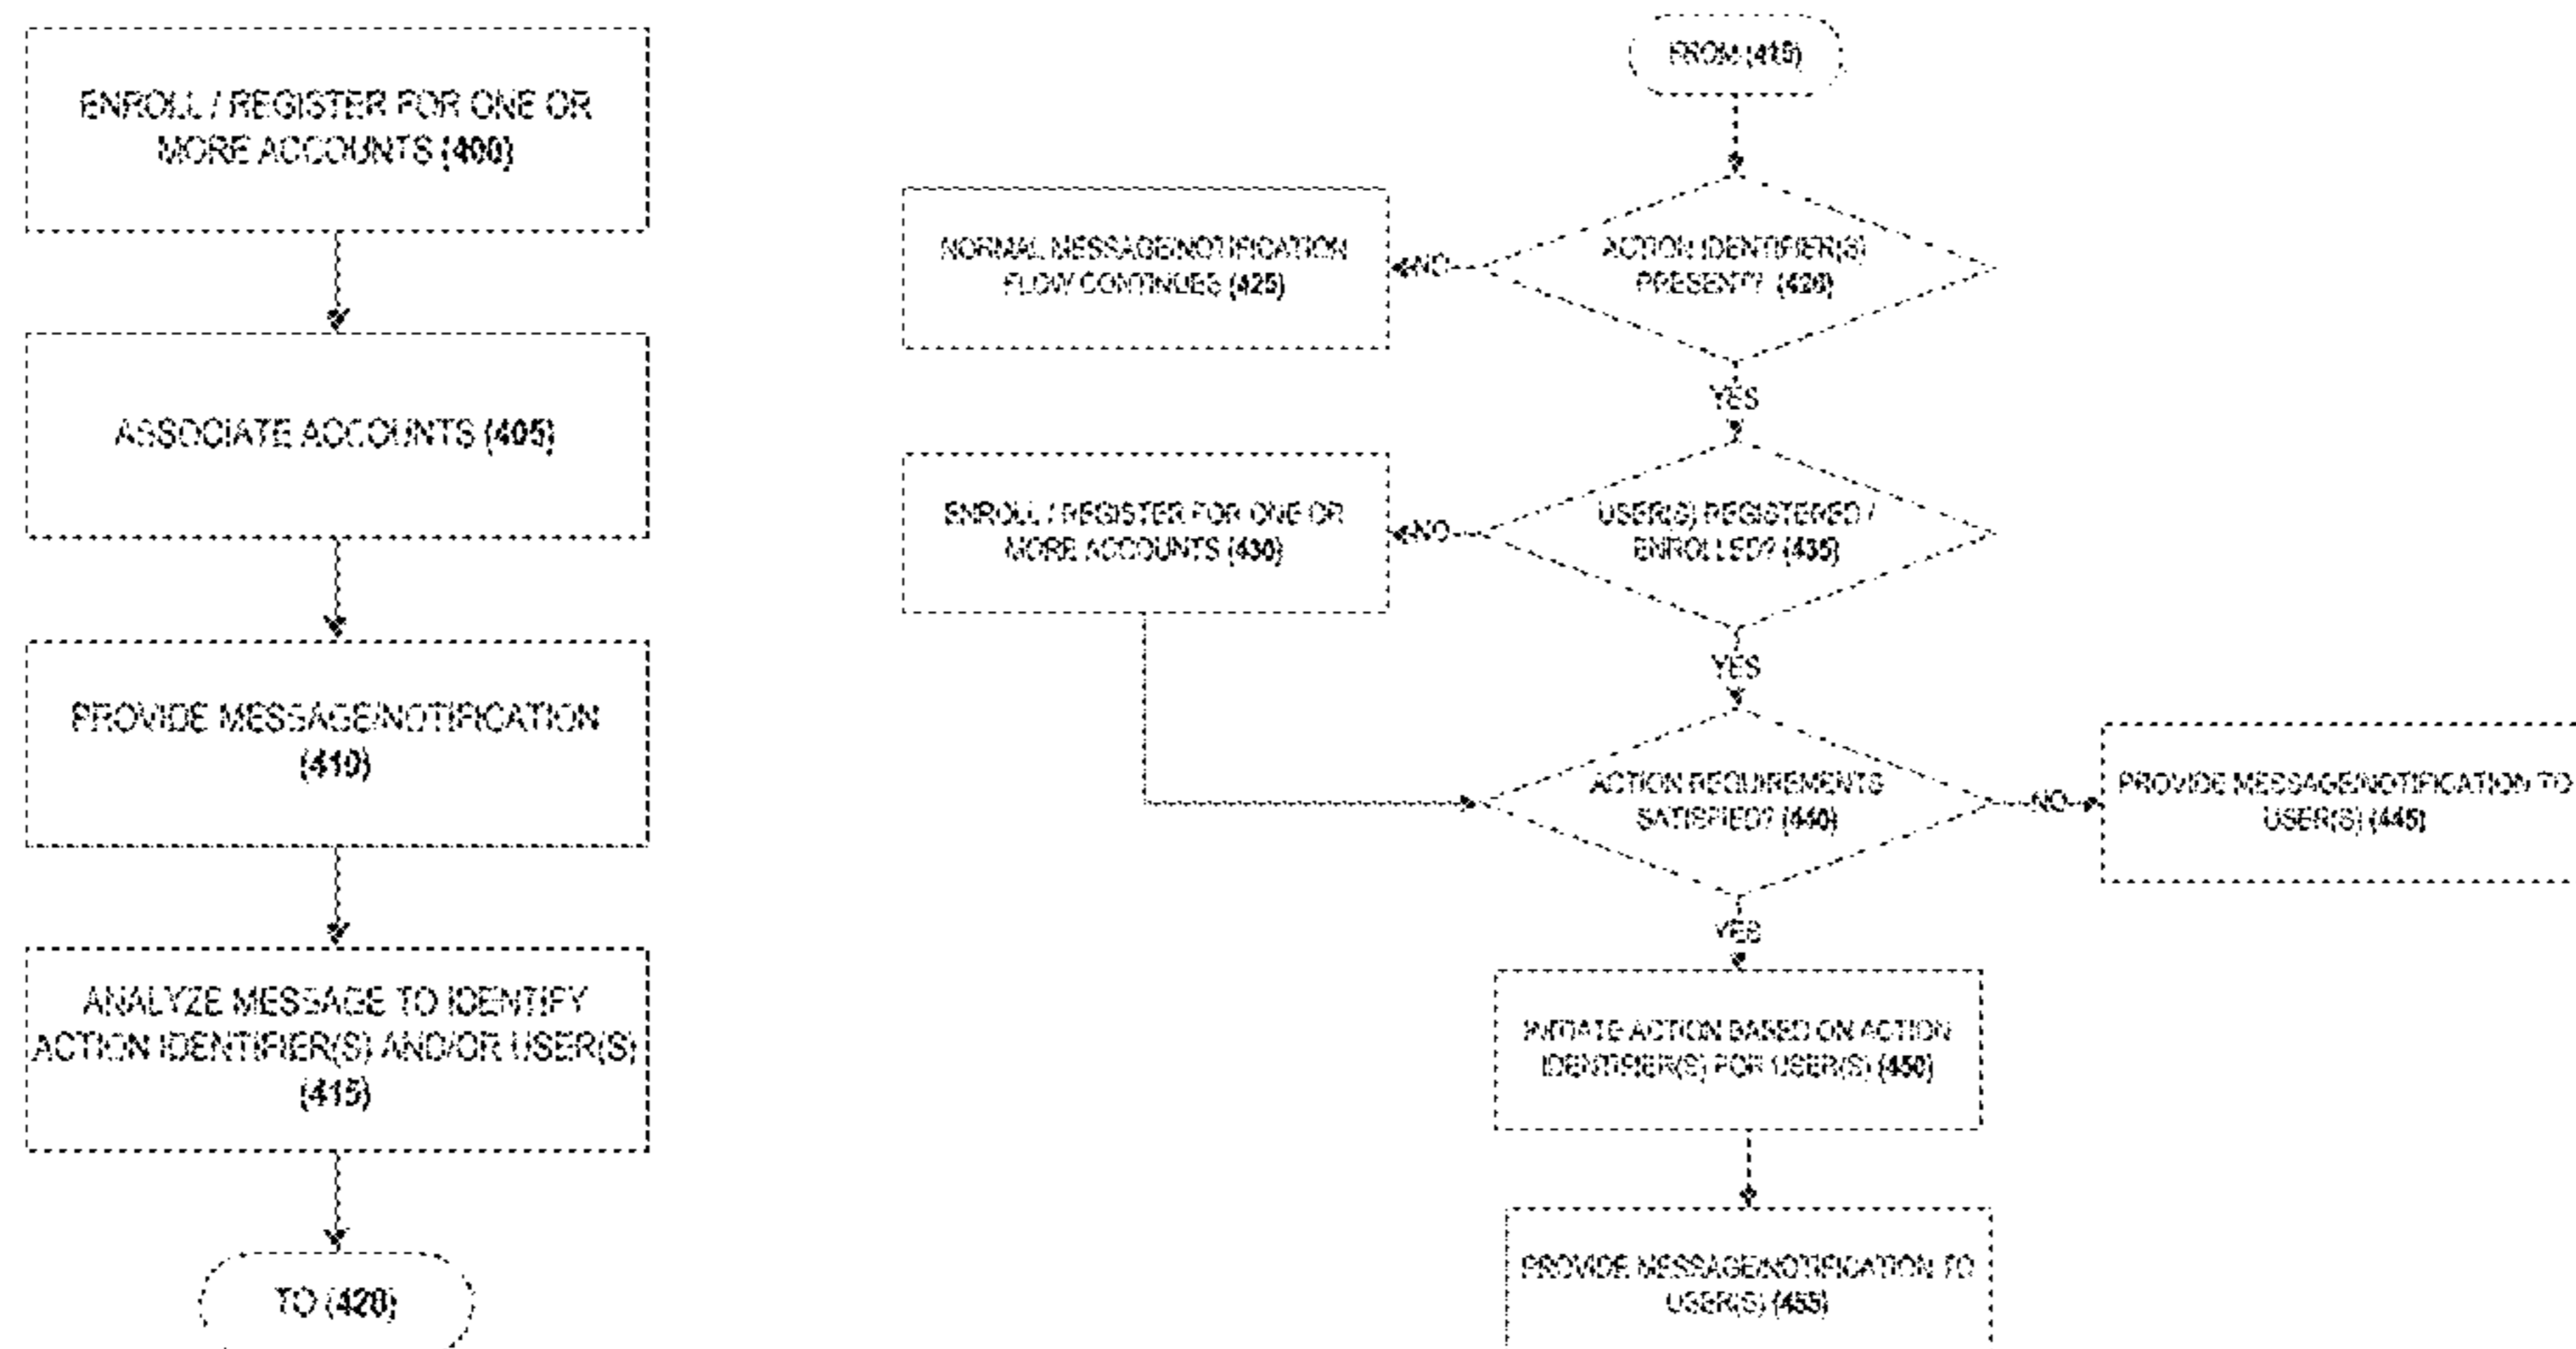 ENROLL / REGISTER FOR ONE OR
MORE ACCOUNTS (400)
ASSOCIATE ACCOUNTS (405)
PROVIDE MESSAGE/NOTIFICATION
(410)
ANALYZE MESSAGE TO IDENTIFY
ACTION IDENTIFIER(S) AND/OR USER(S)
(415)
TO (420)
FROM (415)
ACTION IDENTIFIER(S)
PRESENT? (420)
NO
NORMAL MESSAGE/NOTIFICATION
FLOW CONTINUES (425)
YES
USER(S) REGISTERED /
ENROLLED? (435)
NO
ENROLL / REGISTER FOR ONE OR
MORE ACCOUNTS (430)
YES
ACTION REQUIREMENTS
SATISFIED? (440)
NO
PROVIDE MESSAGE/NOTIFICATION TO
USER(S) (445)
YES
INITIATE ACTION BASED ON ACTION
IDENTIFIER(S) FOR USER(S) (450)
PROVIDE MESSAGE/NOTIFICATION TO
USER(S) (455)